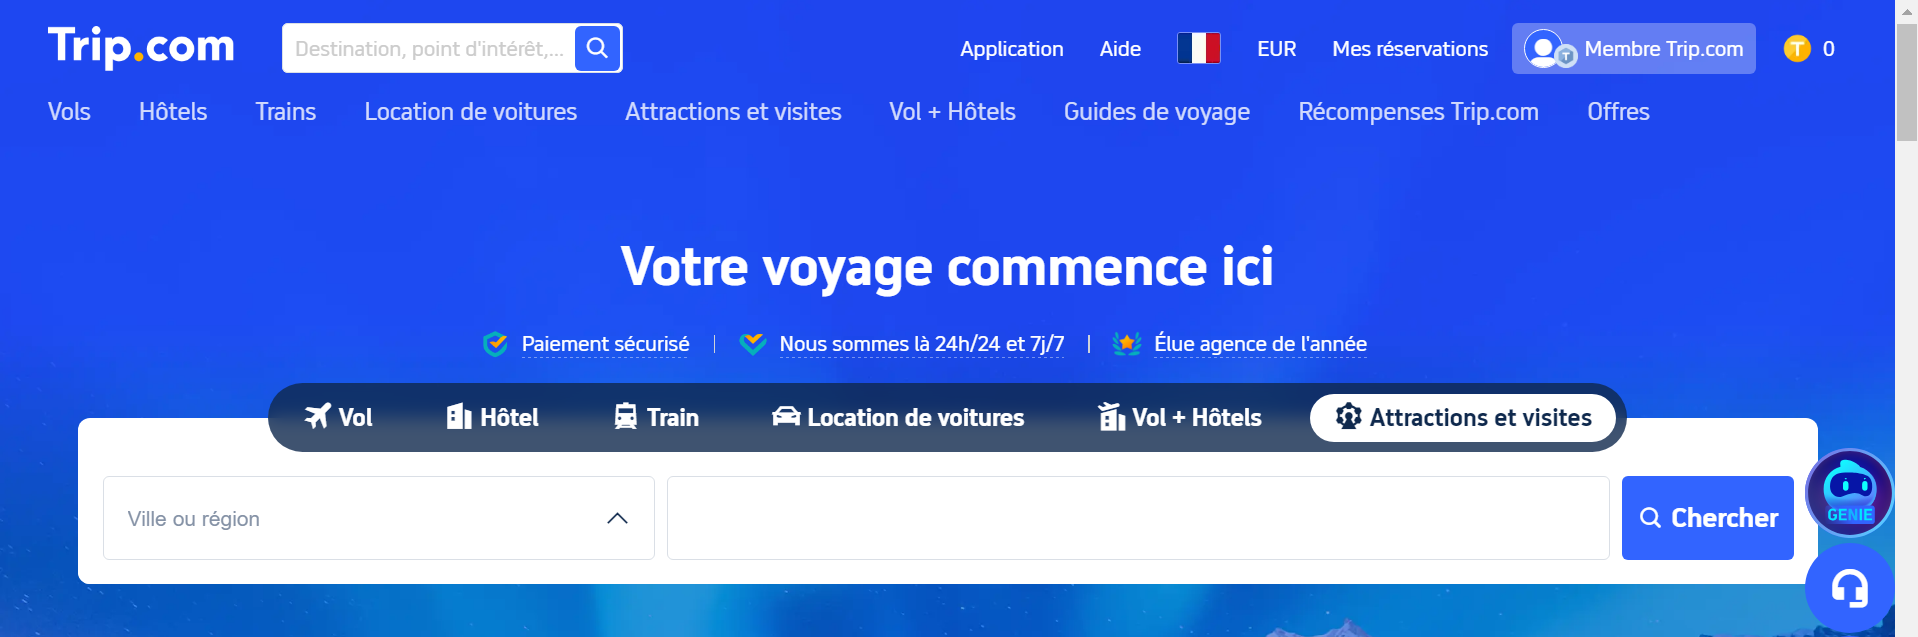 Trip.com
Destination, point d'intérêt,...
Application
Aide
EUR
Mes réservations
Membre Trip.com
0
Vols
Hôtels
Trains
Location de voitures
Attractions et visites
Vol + Hôtels
Guides de voyage
Récompenses Trip.com
Offres
Votre voyage commence ici
Paiement sécurisé
Nous sommes là 24h/24 et 7j/7
Élue agence de l'année
Vol
Hôtel
Train
Location de voitures
Vol + Hôtels
Attractions et visites
Ville ou région
Chercher
GENIE